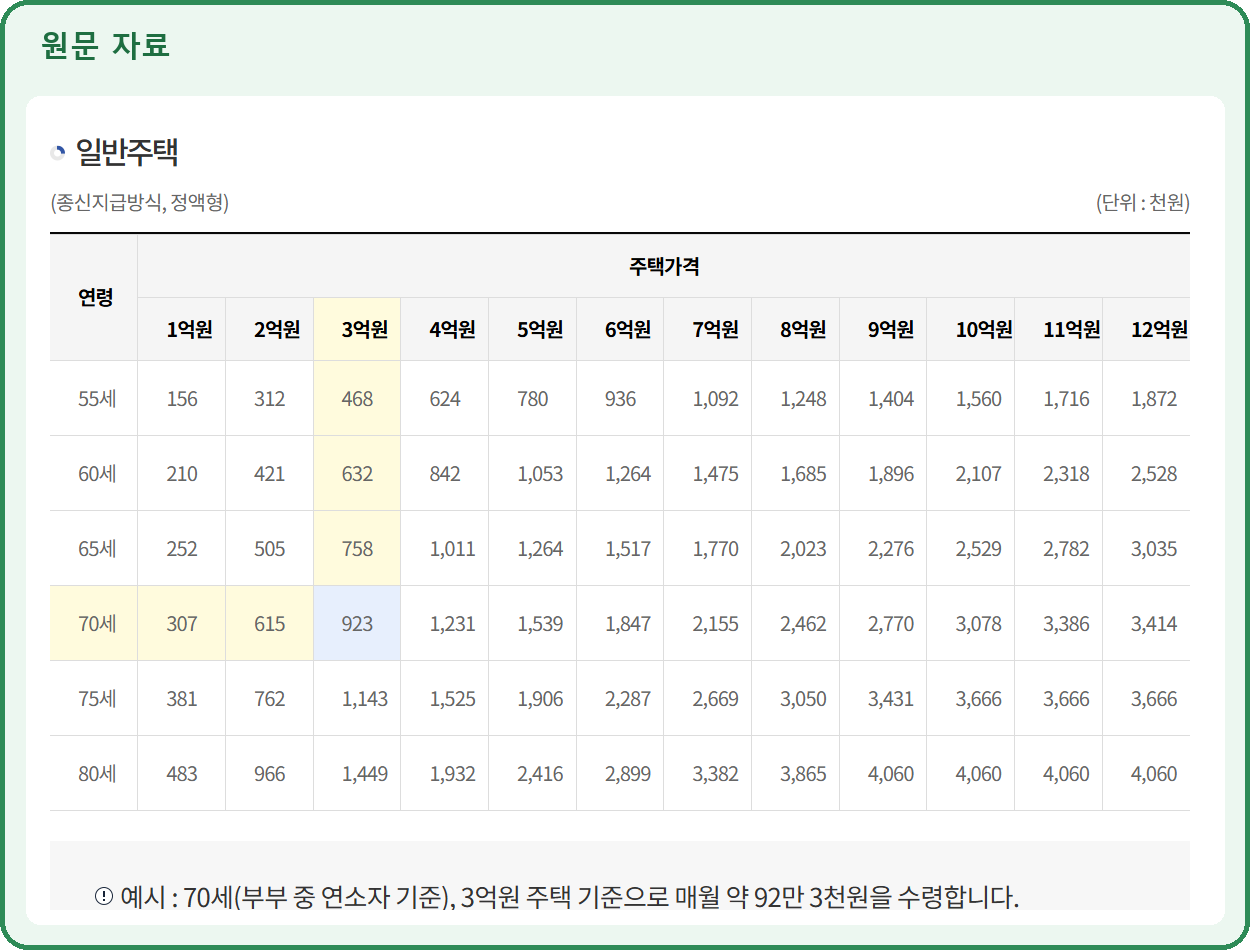 원문 자료
일반주택
(종신지급방식, 정액형) (단위 : 천원)
연령 주택가격
1억원 2억원 3억원 4억원 5억원 6억원 7억원 8억원 9억원 10억원 11억원 12억원
55세 156 312 468 624 780 936 1,092 1,248 1,404 1,560 1,716 1,872
60세 210 421 632 842 1,053 1,264 1,475 1,685 1,896 2,107 2,318 2,528
65세 252 505 758 1,011 1,264 1,517 1,770 2,023 2,276 2,529 2,782 3,035
70세 307 615 923 1,231 1,539 1,847 2,155 2,462 2,770 3,078 3,386 3,414
75세 381 762 1,143 1,525 1,906 2,287 2,669 3,050 3,431 3,666 3,666 3,666
80세 483 966 1,449 1,932 2,416 2,899 3,382 3,865 4,060 4,060 4,060 4,060
예시 : 70세(부부 중 연소자 기준), 3억원 주택 기준으로 매월 약 92만 3천원을 수령합니다.